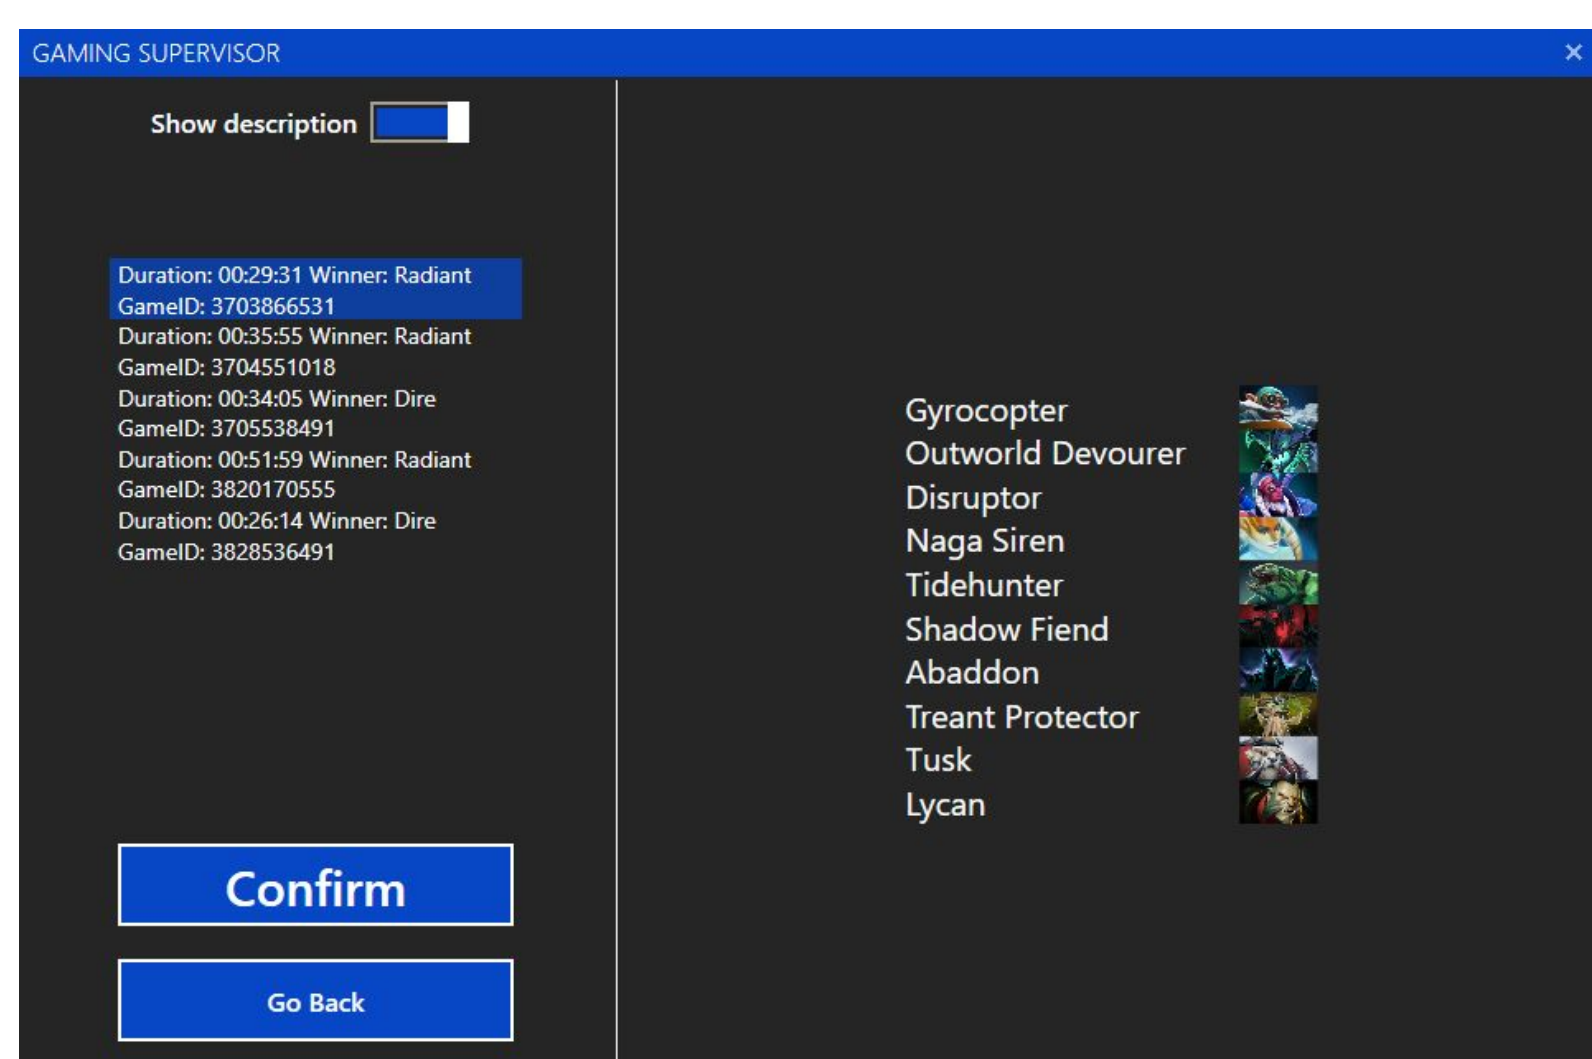 GAMING SUPERVISOR
Show description
Duration: 00:29:31 Winner: Radiant
GameID: 3703866531
Duration: 00:35:55 Winner: Radiant
GameID: 3704551018
Duration: 00:34:05 Winner: Dire
GameID: 3705538491
Duration: 00:51:59 Winner: Radiant
GameID: 3820170555
Duration: 00:26:14 Winner: Dire
GameID: 3828536491
Confirm
Go Back
Gyrocopter
Outworld Devourer
Disruptor
Naga Siren
Tidehunter
Shadow Fiend
Abaddon
Treant Protector
Tusk
Lycan